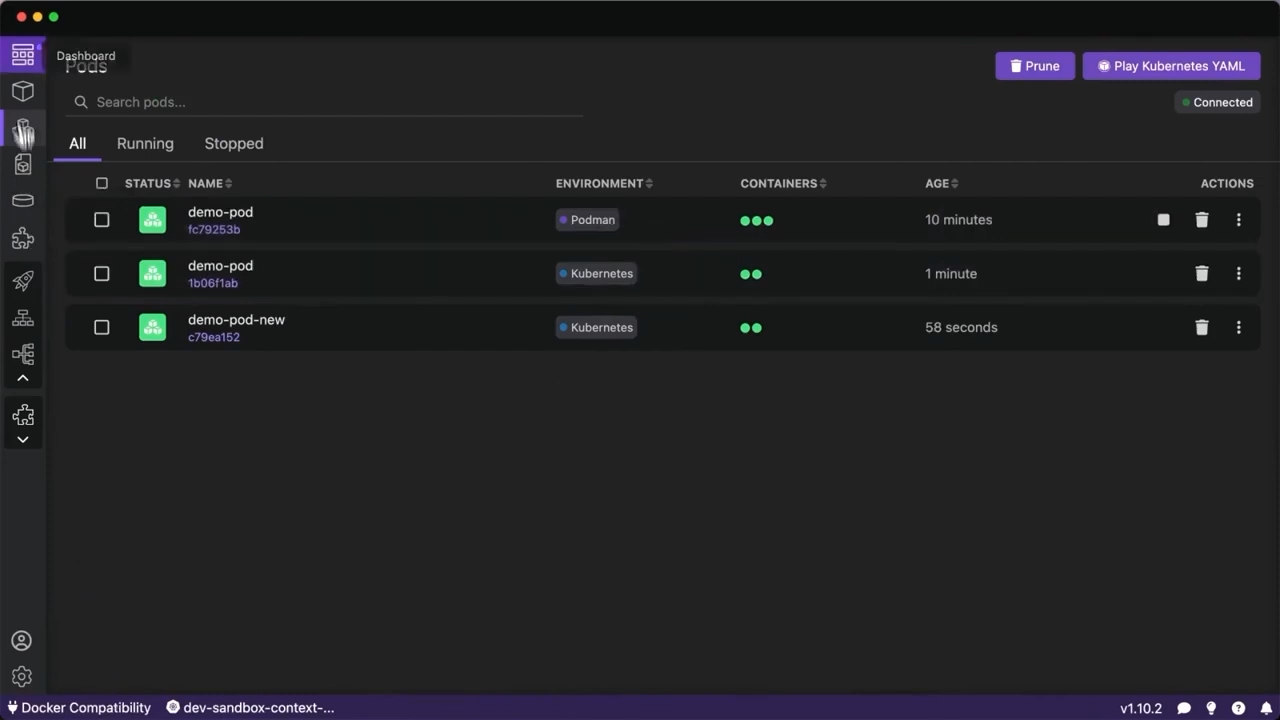 Dashboard
Pods
Prune
Play Kubernetes YAML
Search pods...
Connected
All Running Stopped
STATUS NAME ENVIRONMENT CONTAINERS AGE ACTIONS
demo-pod Podman 10 minutes
fc79253b
demo-pod Kubernetes 1 minute
1b06f1ab
demo-pod-new Kubernetes 58 seconds
c79ea152
Docker Compatibility dev-sandbox-context-... v1.10.2